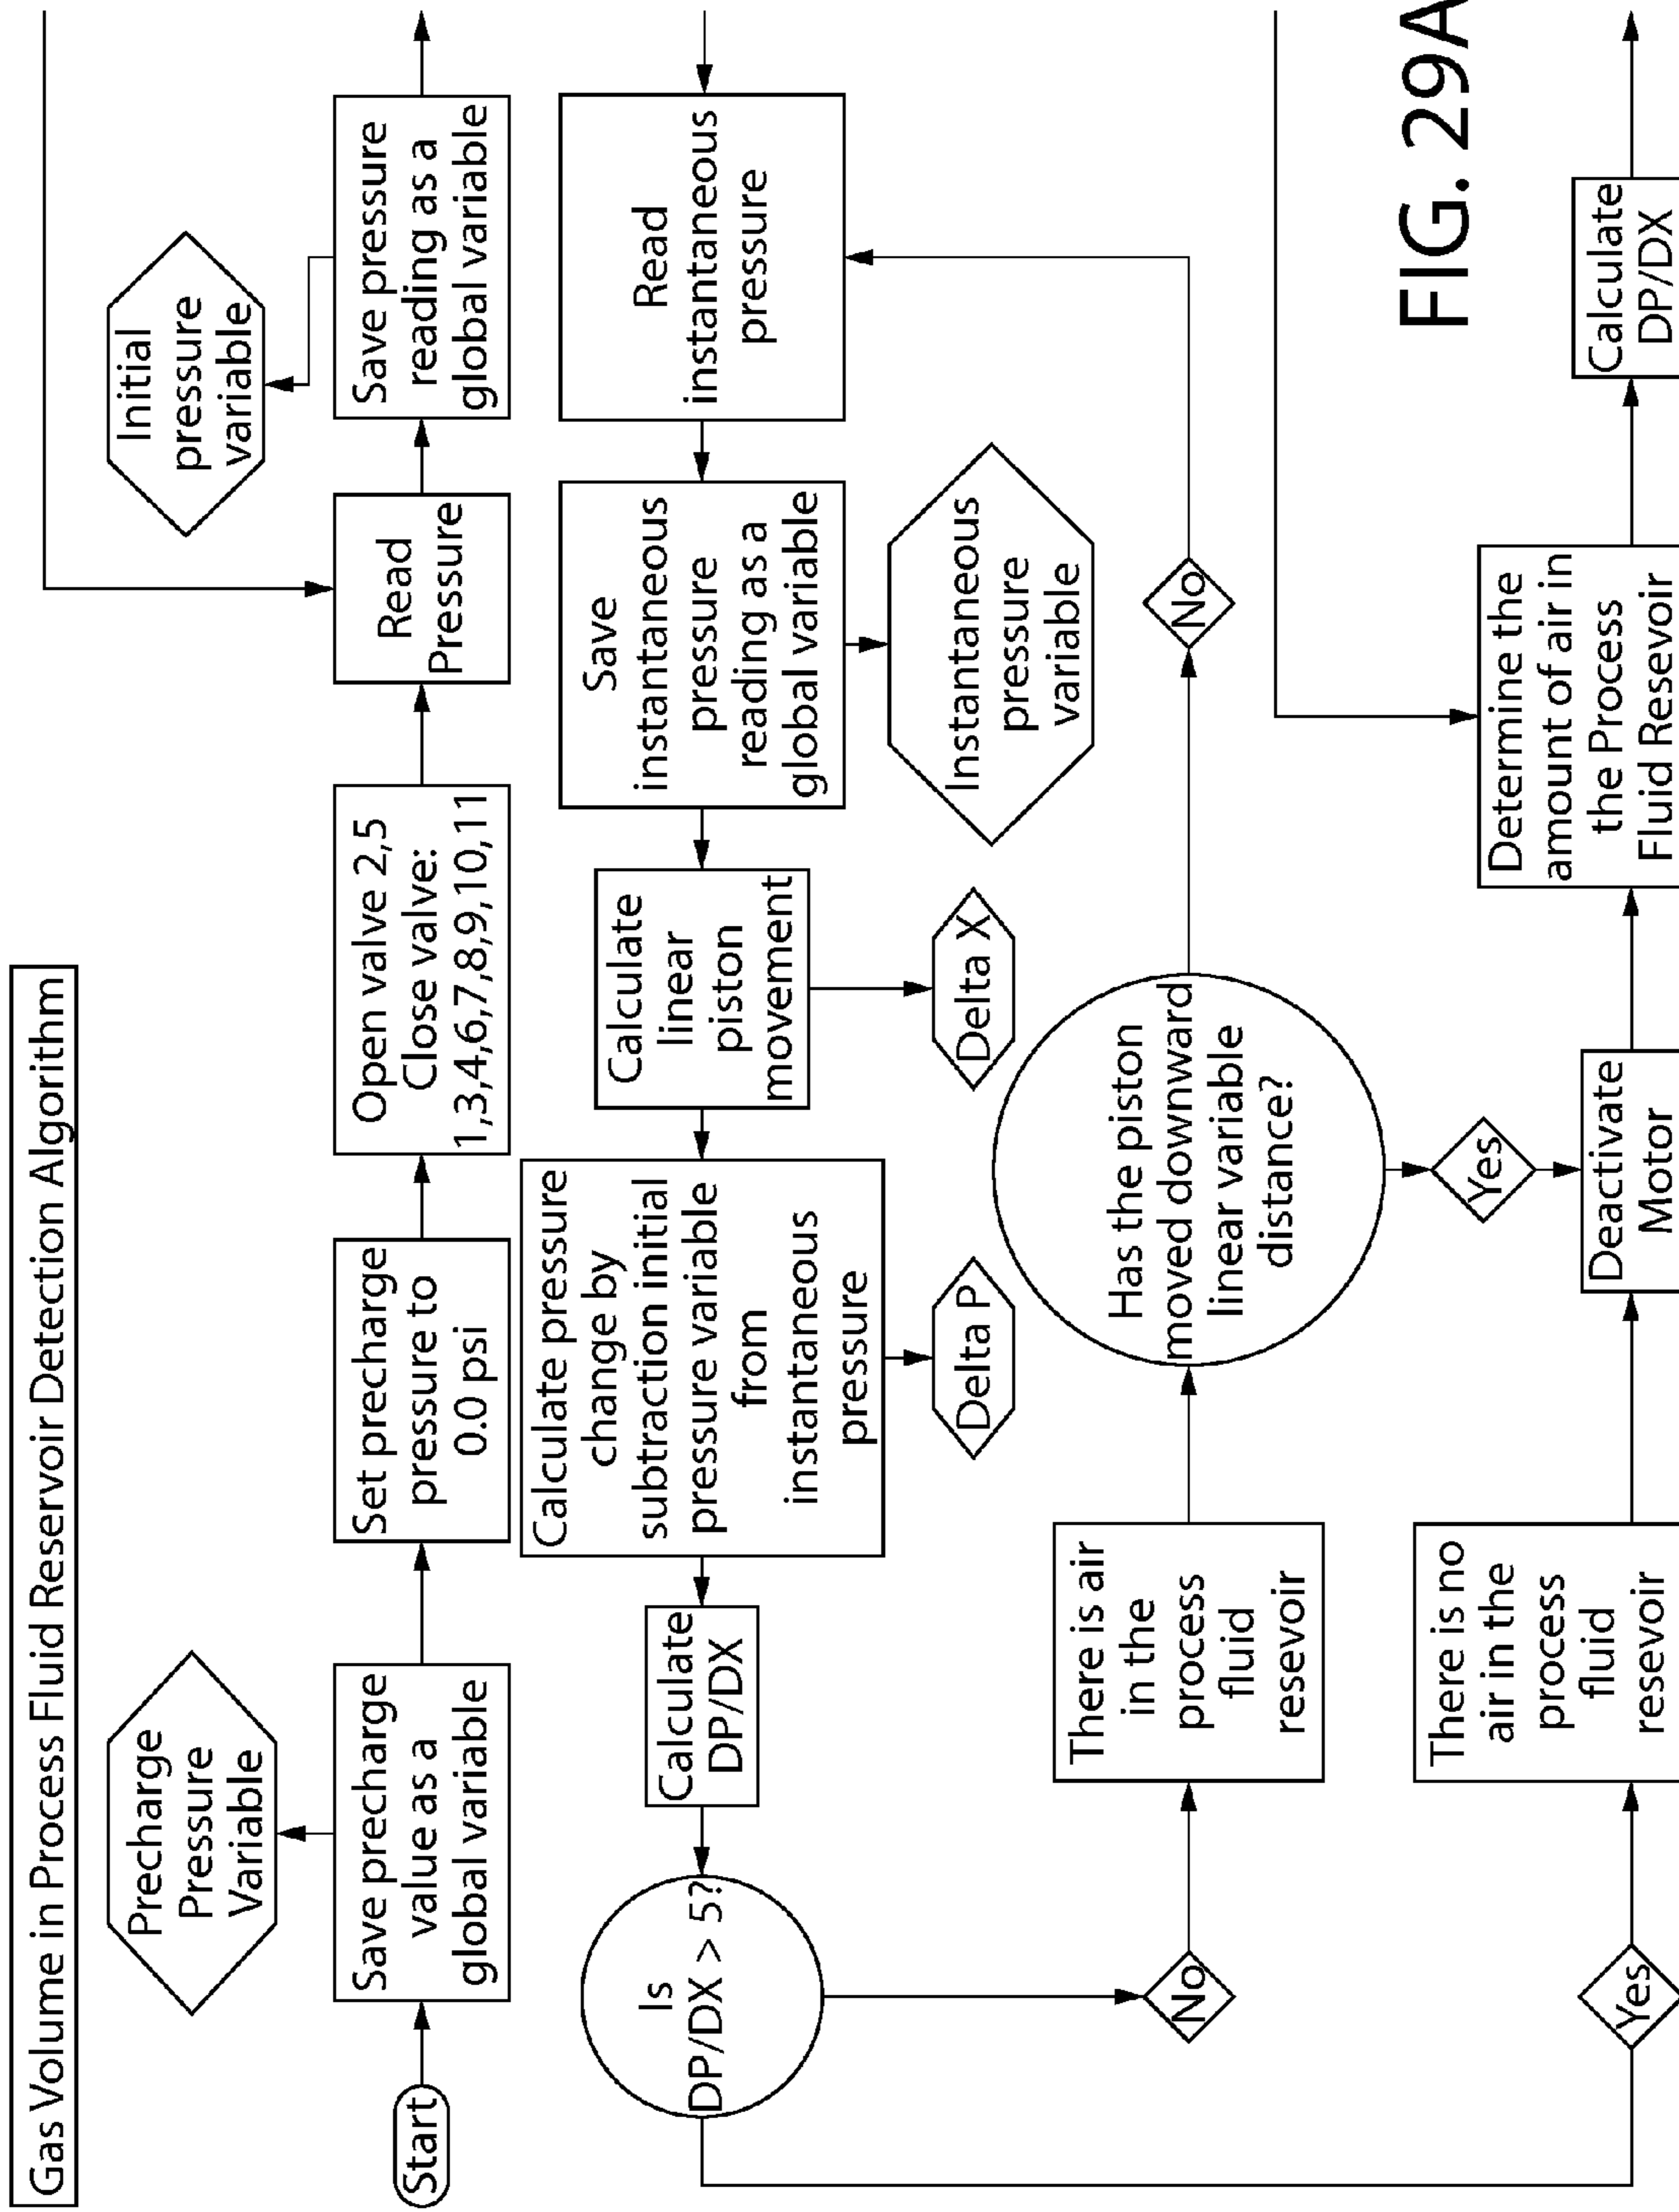 Gas Volume in Process Fluid Reservoir Detection Algorithm
Precharge
Pressure
Variable
Initial
pressure
variable
Start
Save precharge
value as a
global variable
Set precharge
pressure to
0.0 psi
Open valve 2,5
Close valve:
1,3,4,6,7,8,9,10,11
Read
Pressure
Save pressure
reading as a
global variable
Is
DP/DX > 5?
Calculate
DP/DX
Calculate pressure
change by
subtraction initial
pressure variable
from
instantaneous
pressure
Calculate
linear
piston
movement
Save
instantaneous
pressure
reading as a
global variable
Read
instantaneous
pressure
Delta P
Delta X
Instantaneous
pressure
variable
No
There is air
in the
process
fluid
resevoir
Has the piston
moved downward
linear variable
distance?
No
Yes
Yes
There is no
air in the
process
fluid
resevoir
Deactivate
Motor
Determine the
amount of air in
the Process
Fluid Resevoir
Calculate
DP/DX
FIG. 29A